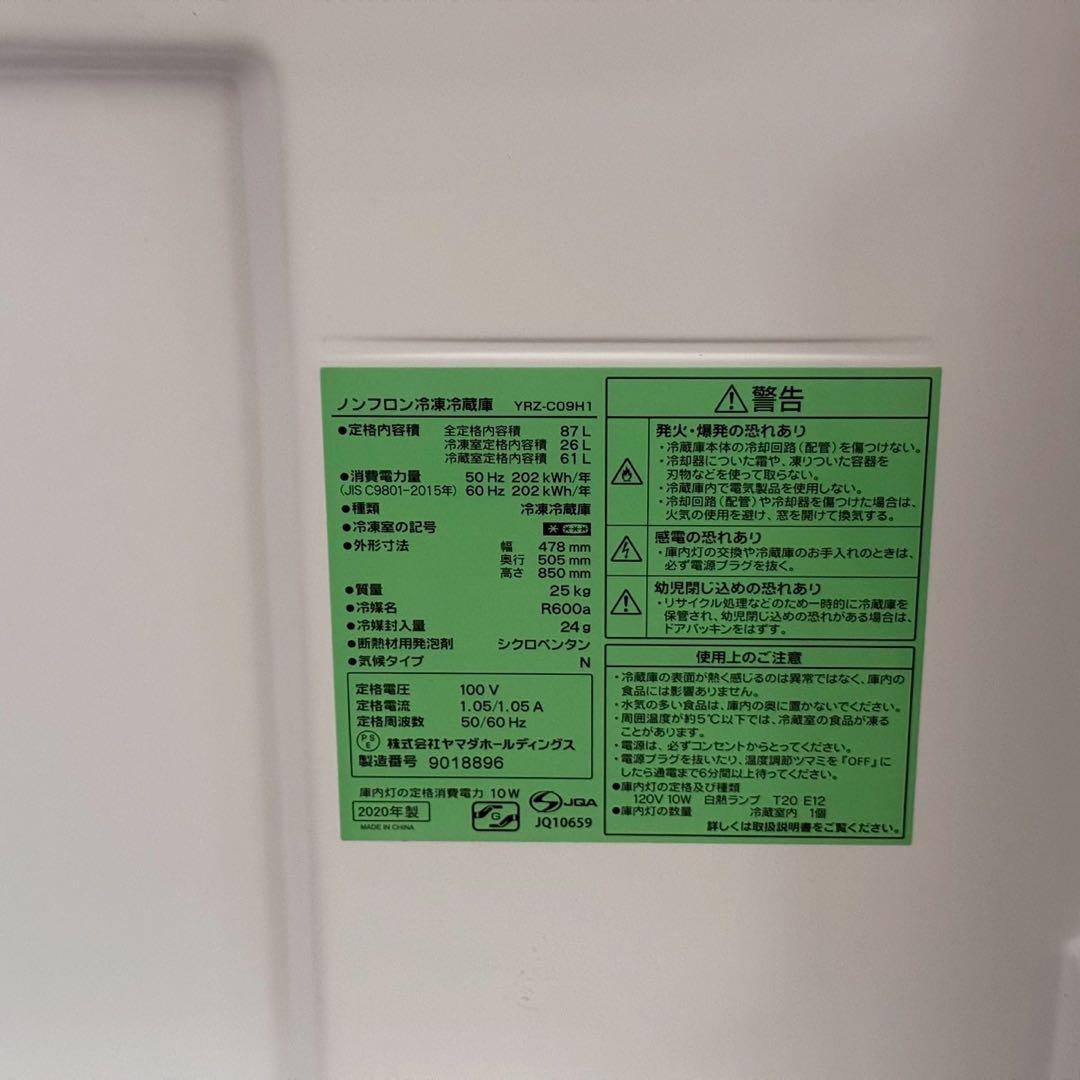 ノンフロン冷凍冷蔵庫 YRZ-C09H1
●定格内容積 全定格内容積 87 L
冷凍室定格内容積 26 L
冷蔵室定格内容積 61 L
●消費電力量 50 Hz 202 kWh/年
(JIS C9801-2015年) 60 Hz 202 kWh/年
●種類 冷凍冷蔵庫
●冷凍室の記号
●外形寸法 幅 478 mm
奥行 505 mm
高さ 850 mm
●質量 25 kg
●冷媒名 R600a
●冷媒封入量 24 g
●断熱材用発泡剤 シクロペンタン
●気候タイプ N
定格電圧 100 V
定格電流 1.05/1.05 A
定格周波数 50/60 Hz
PSE 株式会社ヤマダホールディングス
製造番号 9018896
庫内灯の定格消費電力 10 W
2020年製
MADE IN CHINA
G
JQA
JQ10659
警告
発火・爆発の恐れあり
・冷蔵庫本体の冷却回路(配管)を傷つけない。
・冷却器についた霜や、凍りついた容器を
刃物などを使って取らない。
・冷蔵庫内で電気製品を使用しない。
・冷却回路(配管)や冷却器を傷つけた場合は、
火気の使用を避け、窓を開けて換気する。
感電の恐れあり
・庫内灯の交換や冷蔵庫のお手入れのときは、
必ず電源プラグを抜く。
幼児閉じ込めの恐れあり
・リサイクル処理などのため一時的に冷蔵庫を
保管され、幼児閉じ込めの恐れがある場合は、
ドアパッキンをはずす。
使用上のご注意
・冷蔵庫の表面が熱く感じるのは異常ではなく、庫内の
食品には影響ありません。
・水気の多い食品は、庫内の奥に置かないでください。
・周囲温度が約5℃以下では、冷蔵室の食品が凍る
ことがあります。
・電源は、必ずコンセントからとってください。
・電源プラグを抜いたり、温度調節ツマミを『OFF』に
したら通電まで6分間以上待ってください。
●庫内灯の定格及び種類
120V 10W 白熱ランプ T20 E12
●庫内灯の数量 冷蔵室内 1個
詳しくは取扱説明書をご覧ください。